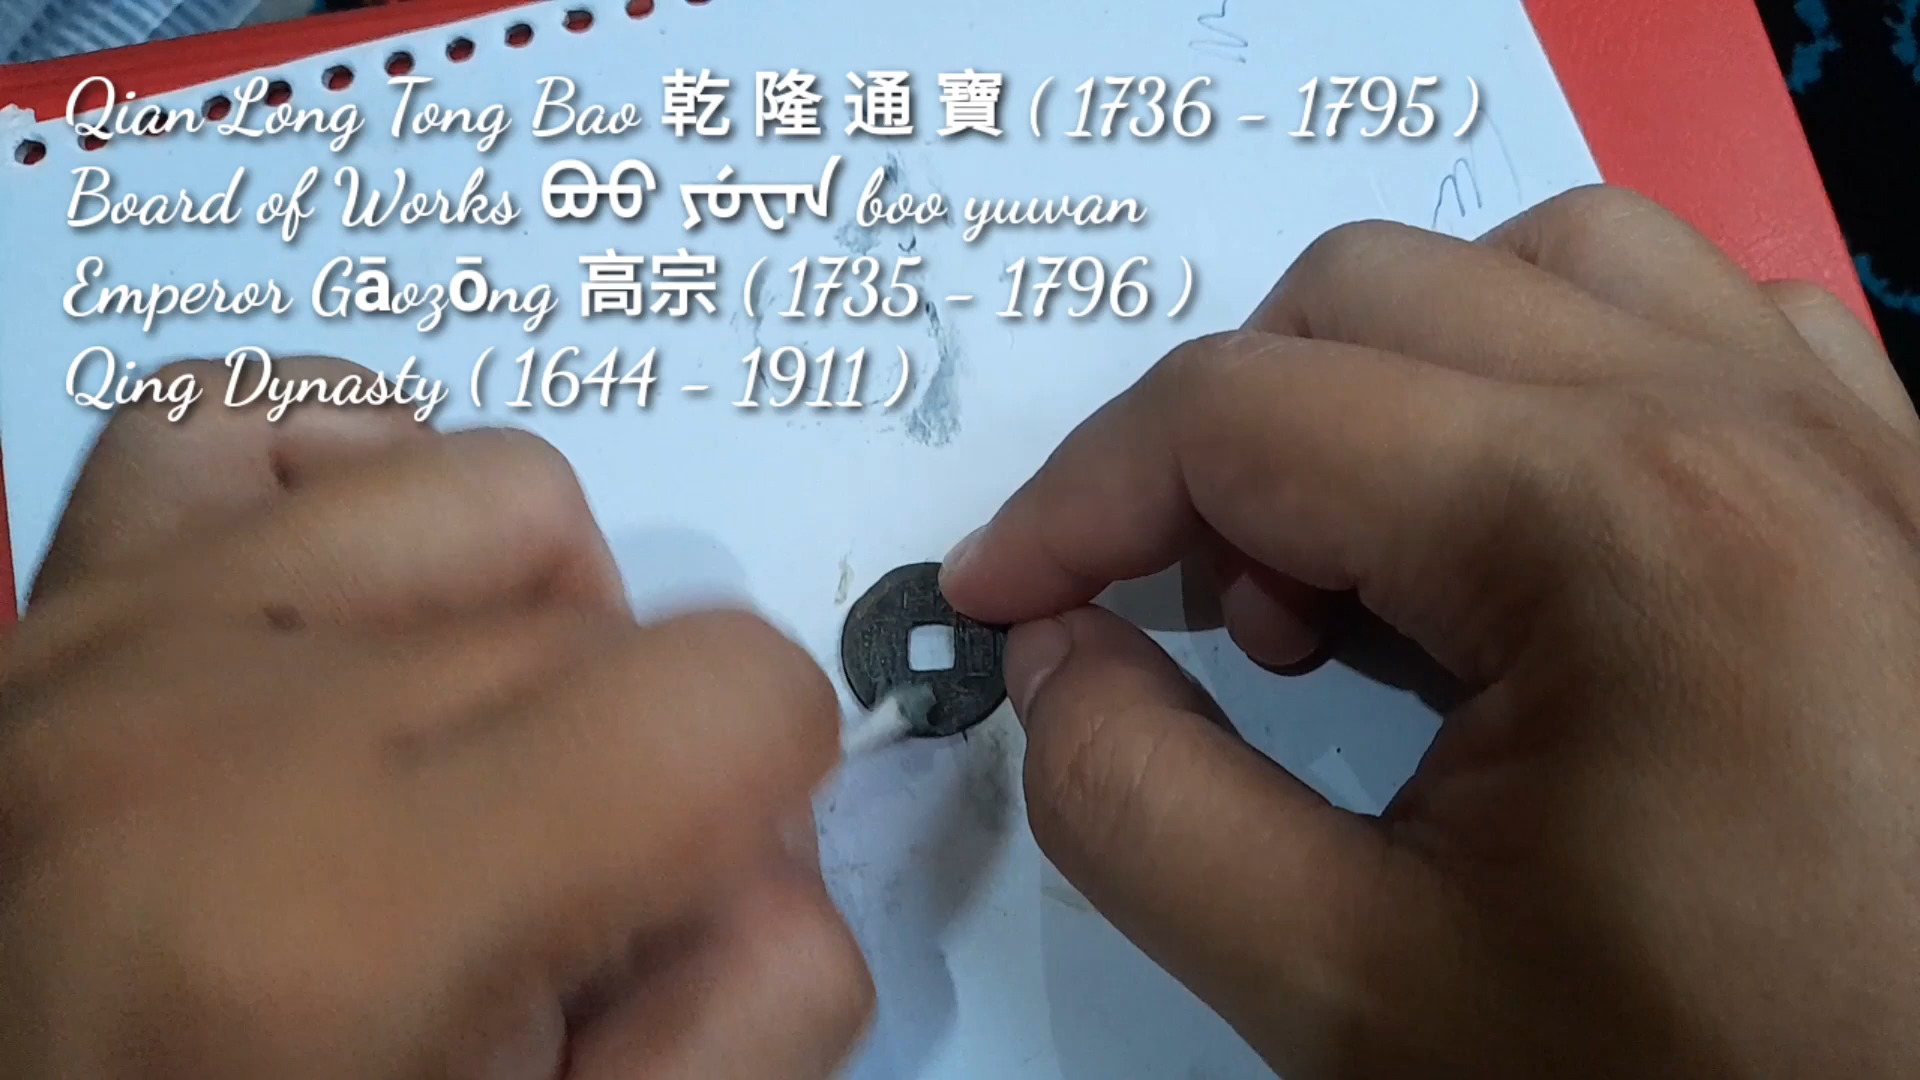 Qian Long Tong Bao 乾隆通寶 ( 1736 - 1795 )
Board of Works ᠪᠣᠣ ᠶᡠᠸᠠᠨ boo yuwan
Emperor Gāozōng 高宗 ( 1735 - 1796 )
Qing Dynasty ( 1644 - 1911 )